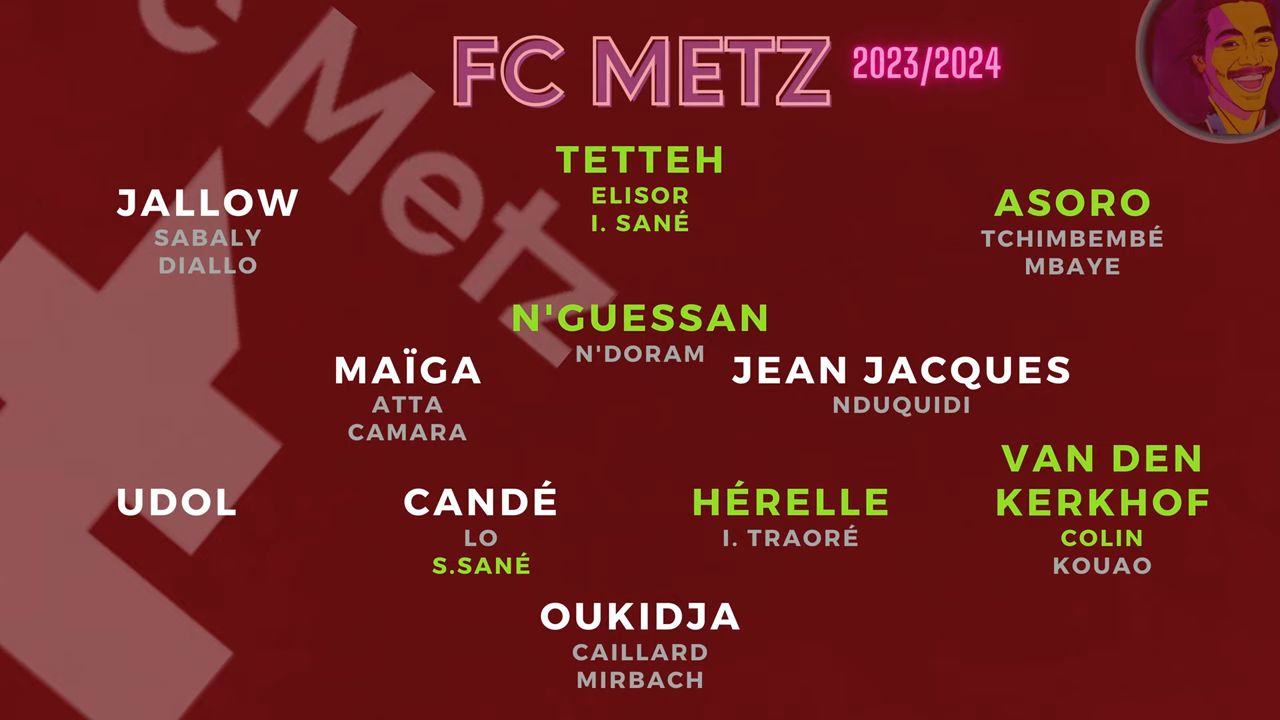 FC METZ 2023/2024
c Metz
TETTEH
ELISOR
I. SANÉ
JALLOW
SABALY
DIALLO
ASORO
TCHIMBEMBÉ
MBAYE
N'GUESSAN
N'DORAM
MAÏGA
ATTA
CAMARA
JEAN JACQUES
NDUQUIDI
UDOL
CANDÉ
LO
S.SANÉ
HÉRELLE
I. TRAORÉ
VAN DEN
KERKHOF
COLIN
KOUAO
OUKIDJA
CAILLARD
MIRBACH